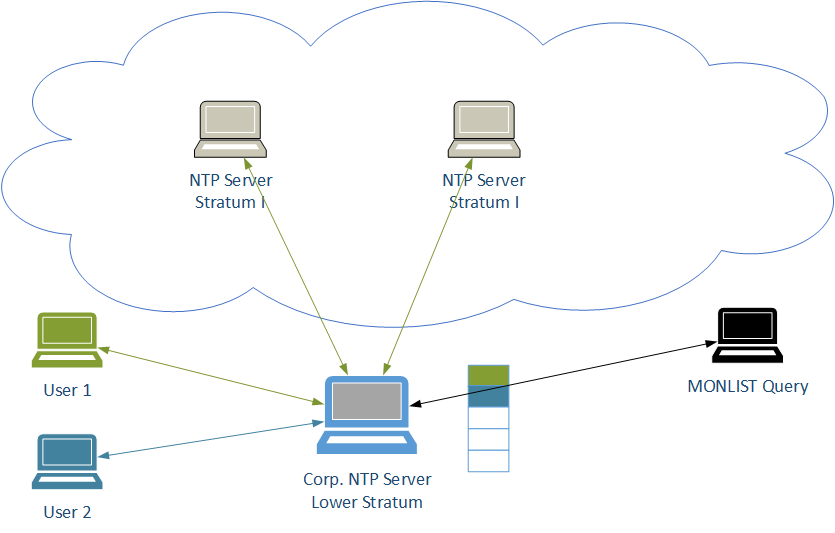 NTP Server
Stratum I
NTP Server
Stratum I
User 1
MONLIST Query
Corp. NTP Server
Lower Stratum
User 2